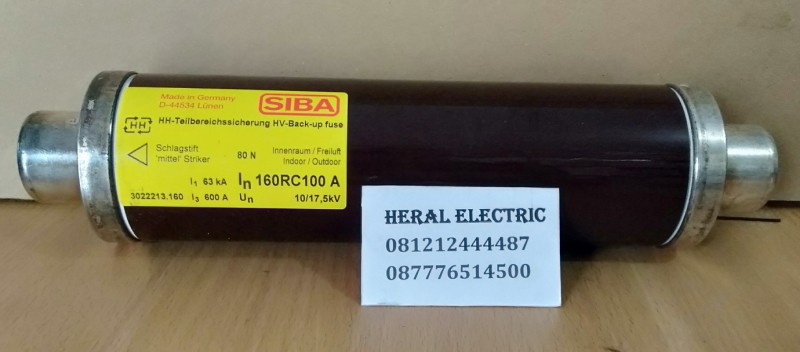 Made in Germany
D-44534 Lünen
SIBA
HH
HH-Teilbereichssicherung HV-Back-up fuse
Schlagstift
'mittel' Striker
80 N
Innenraum / Freiluft
Indoor / Outdoor
I1 63 kA In 160RC100 A
3022213.160 I3 600 A Un 10/17,5kV
HERAL ELECTRIC
081212444487
087776514500